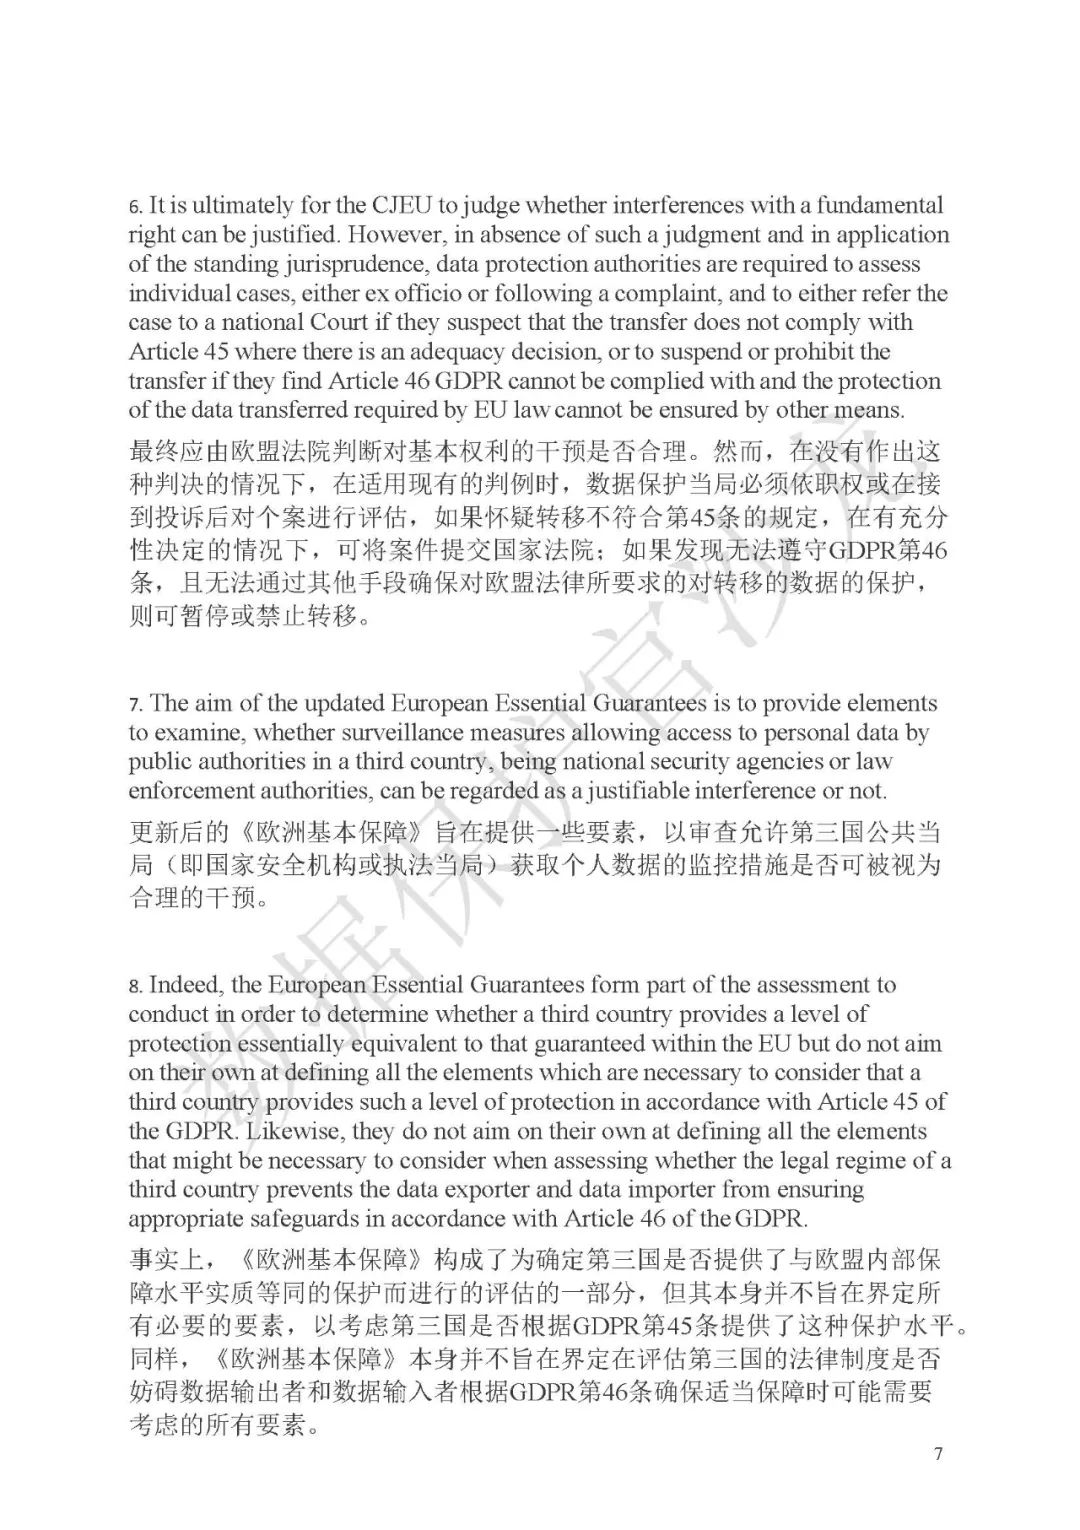 6. It is ultimately for the CJEU to judge whether interferences with a fundamental
right can be justified. However, in absence of such a judgment and in application
of the standing jurisprudence, data protection authorities are required to assess
individual cases, either ex officio or following a complaint, and to either refer the
case to a national Court if they suspect that the transfer does not comply with
Article 45 where there is an adequacy decision, or to suspend or prohibit the
transfer if they find Article 46 GDPR cannot be complied with and the protection
of the data transferred required by EU law cannot be ensured by other means.
最终应由欧盟法院判断对基本权利的干预是否合理。然而，在没有作出这
种判决的情况下，在适用现有的判例时，数据保护当局必须依职权或在接
到投诉后对个案进行评估，如果怀疑转移不符合第45条的规定，在有充分
性决定的情况下，可将案件提交国家法院；如果发现无法遵守GDPR第46
条，且无法通过其他手段确保对欧盟法律所要求的对转移的数据的保护，
则可暂停或禁止转移。
7. The aim of the updated European Essential Guarantees is to provide elements
to examine, whether surveillance measures allowing access to personal data by
public authorities in a third country, being national security agencies or law
enforcement authorities, can be regarded as a justifiable interference or not.
更新后的《欧洲基本保障》旨在提供一些要素，以审查允许第三国公共当
局（即国家安全机构或执法当局）获取个人数据的监控措施是否可被视为
合理的干预。
8. Indeed, the European Essential Guarantees form part of the assessment to
conduct in order to determine whether a third country provides a level of
protection essentially equivalent to that guaranteed within the EU but do not aim
on their own at defining all the elements which are necessary to consider that a
third country provides such a level of protection in accordance with Article 45 of
the GDPR. Likewise, they do not aim on their own at defining all the elements
that might be necessary to consider when assessing whether the legal regime of a
third country prevents the data exporter and data importer from ensuring
appropriate safeguards in accordance with Article 46 of the GDPR.
事实上，《欧洲基本保障》构成了为确定第三国是否提供了与欧盟内部保
障水平实质等同的保护而进行的评估的一部分，但其本身并不旨在界定所
有必要的要素，以考虑第三国是否根据GDPR第45条提供了这种保护水平。
同样，《欧洲基本保障》本身并不旨在界定在评估第三国的法律制度是否
妨碍数据输出者和数据输入者根据GDPR第46条确保适当保障时可能需要
考虑的所有要素。
7
数据保护官沙龙